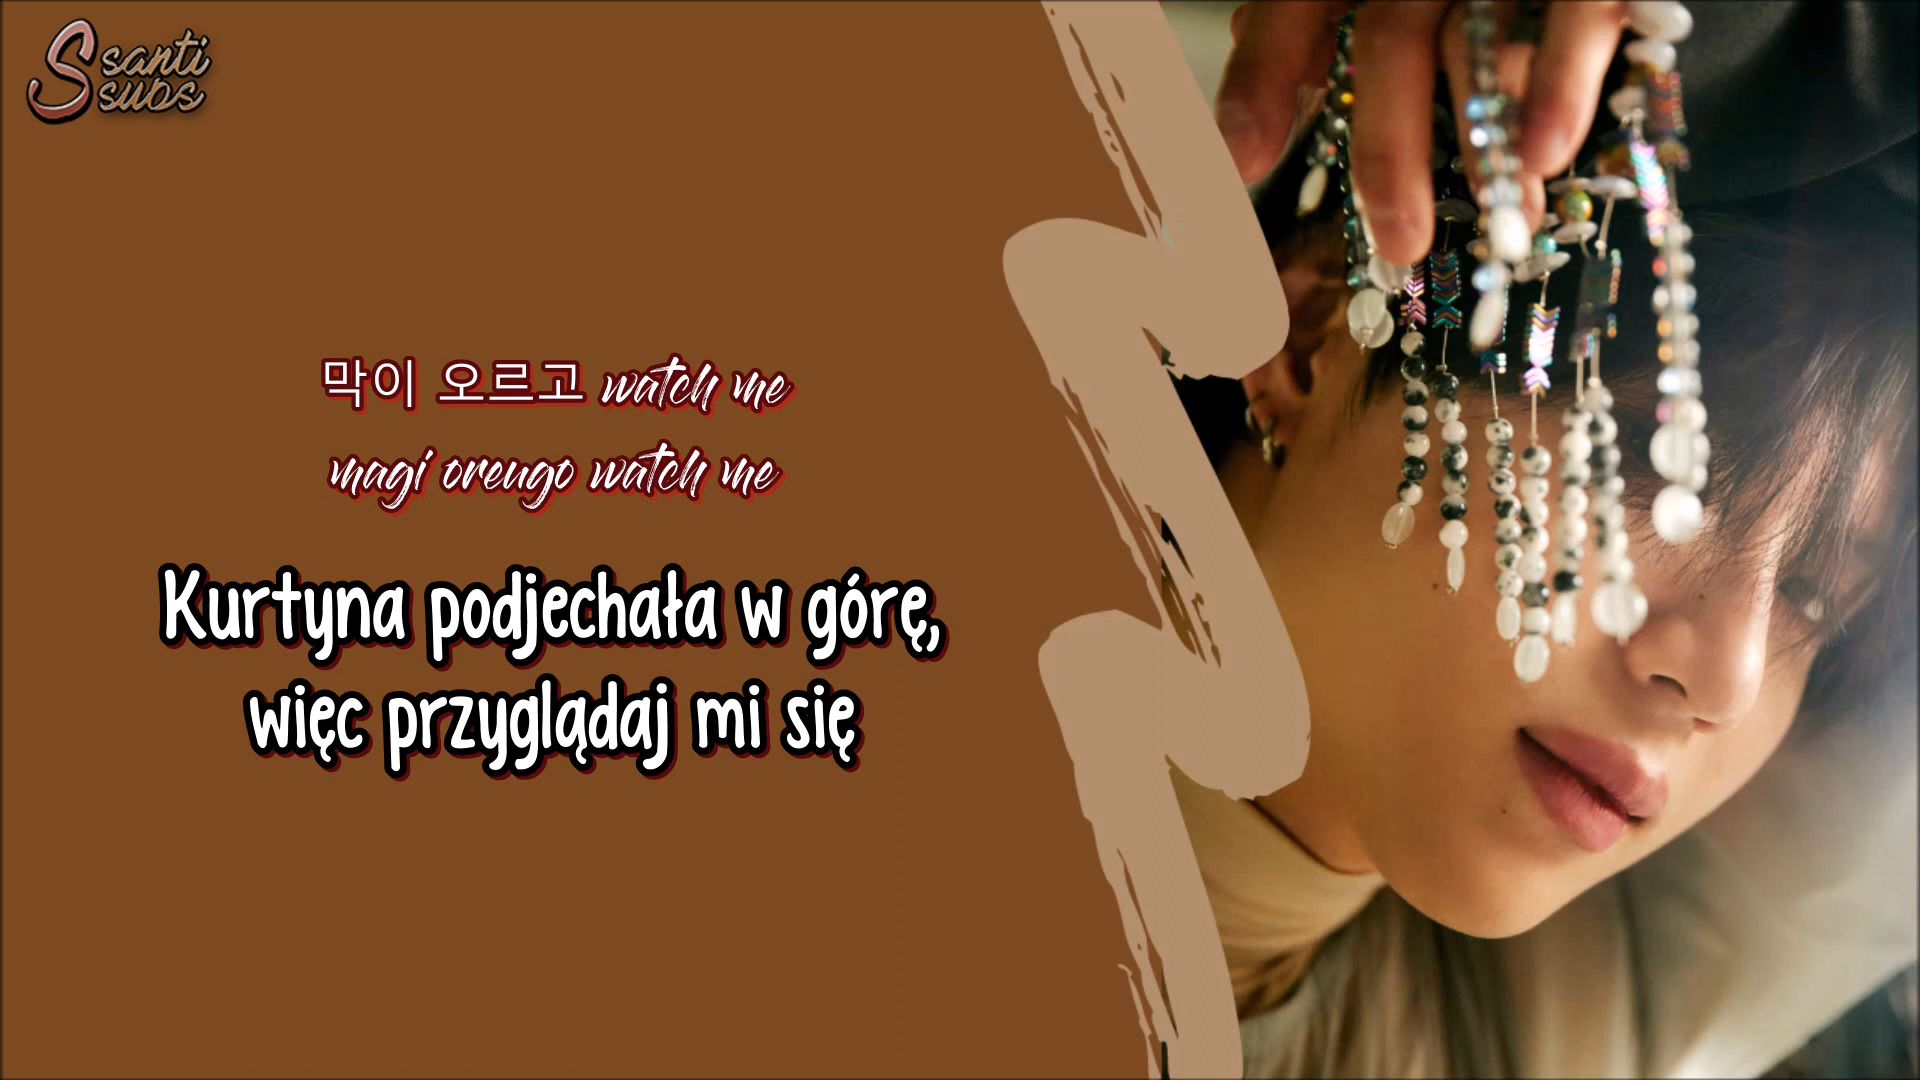 Ssanti
subs
막이 오르고 watch me
magi oreugo watch me
Kurtyna podjechała w górę,
więc przyglądaj mi się